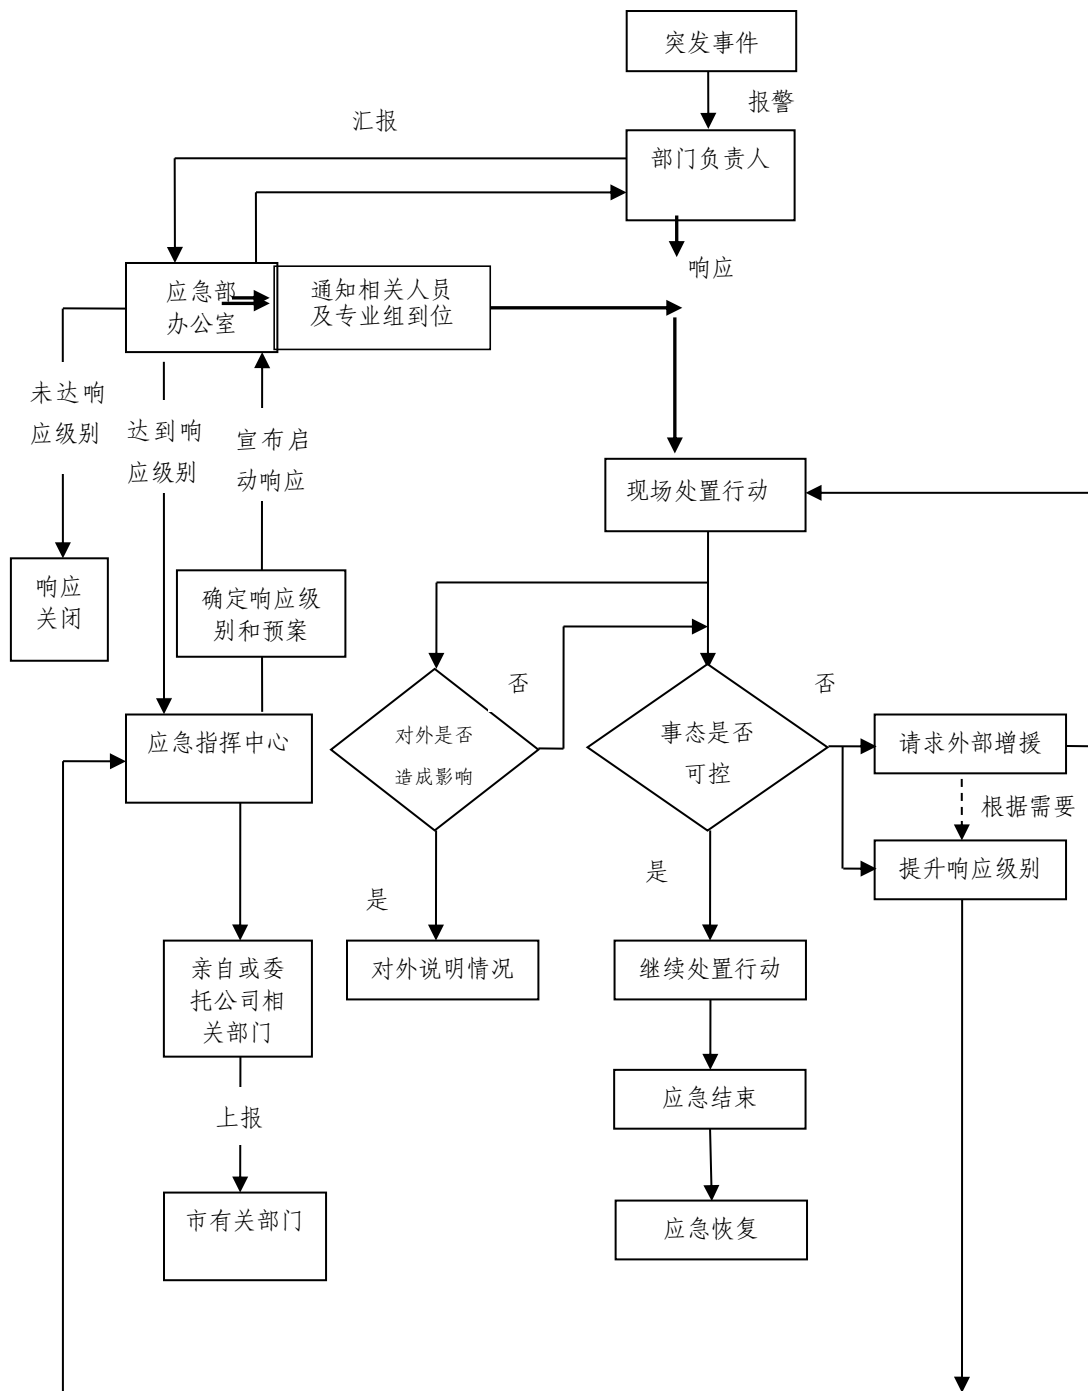 突发事件
报警
汇报
部门负责人
响应
应急部
办公室
通知相关人员
及专业组到位
未达响
应级别
达到响
应级别
宣布启
动响应
现场处置行动
响应
关闭
确定响应级
别和预案
否
否
应急指挥中心
对外是否
造成影响
事态是否
可控
请求外部增援
根据需要
提升响应级别
是
是
亲自或委
托公司相
关部门
对外说明情况
继续处置行动
应急结束
上报
市有关部门
应急恢复